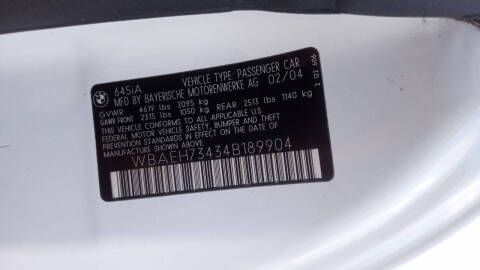 645iA VEHICLE TYPE: PASSENGER CAR
MFD BY BAYERISCHE MOTORENWERKE AG 02/04
GVWR 4619 lbs 2095 kg
GAWR FRONT 2315 lbs 1050 kg REAR 2513 lbs 1140 kg
THIS VEHICLE CONFORMS TO ALL APPLICABLE
FEDERAL MOTOR VEHICLE SAFETY, BUMPER AND
THEFT PREVENTION STANDARDS IN EFFECT ON
THE DATE OF MANUFACTURE SHOWN ABOVE.
WBAEH73434B189904